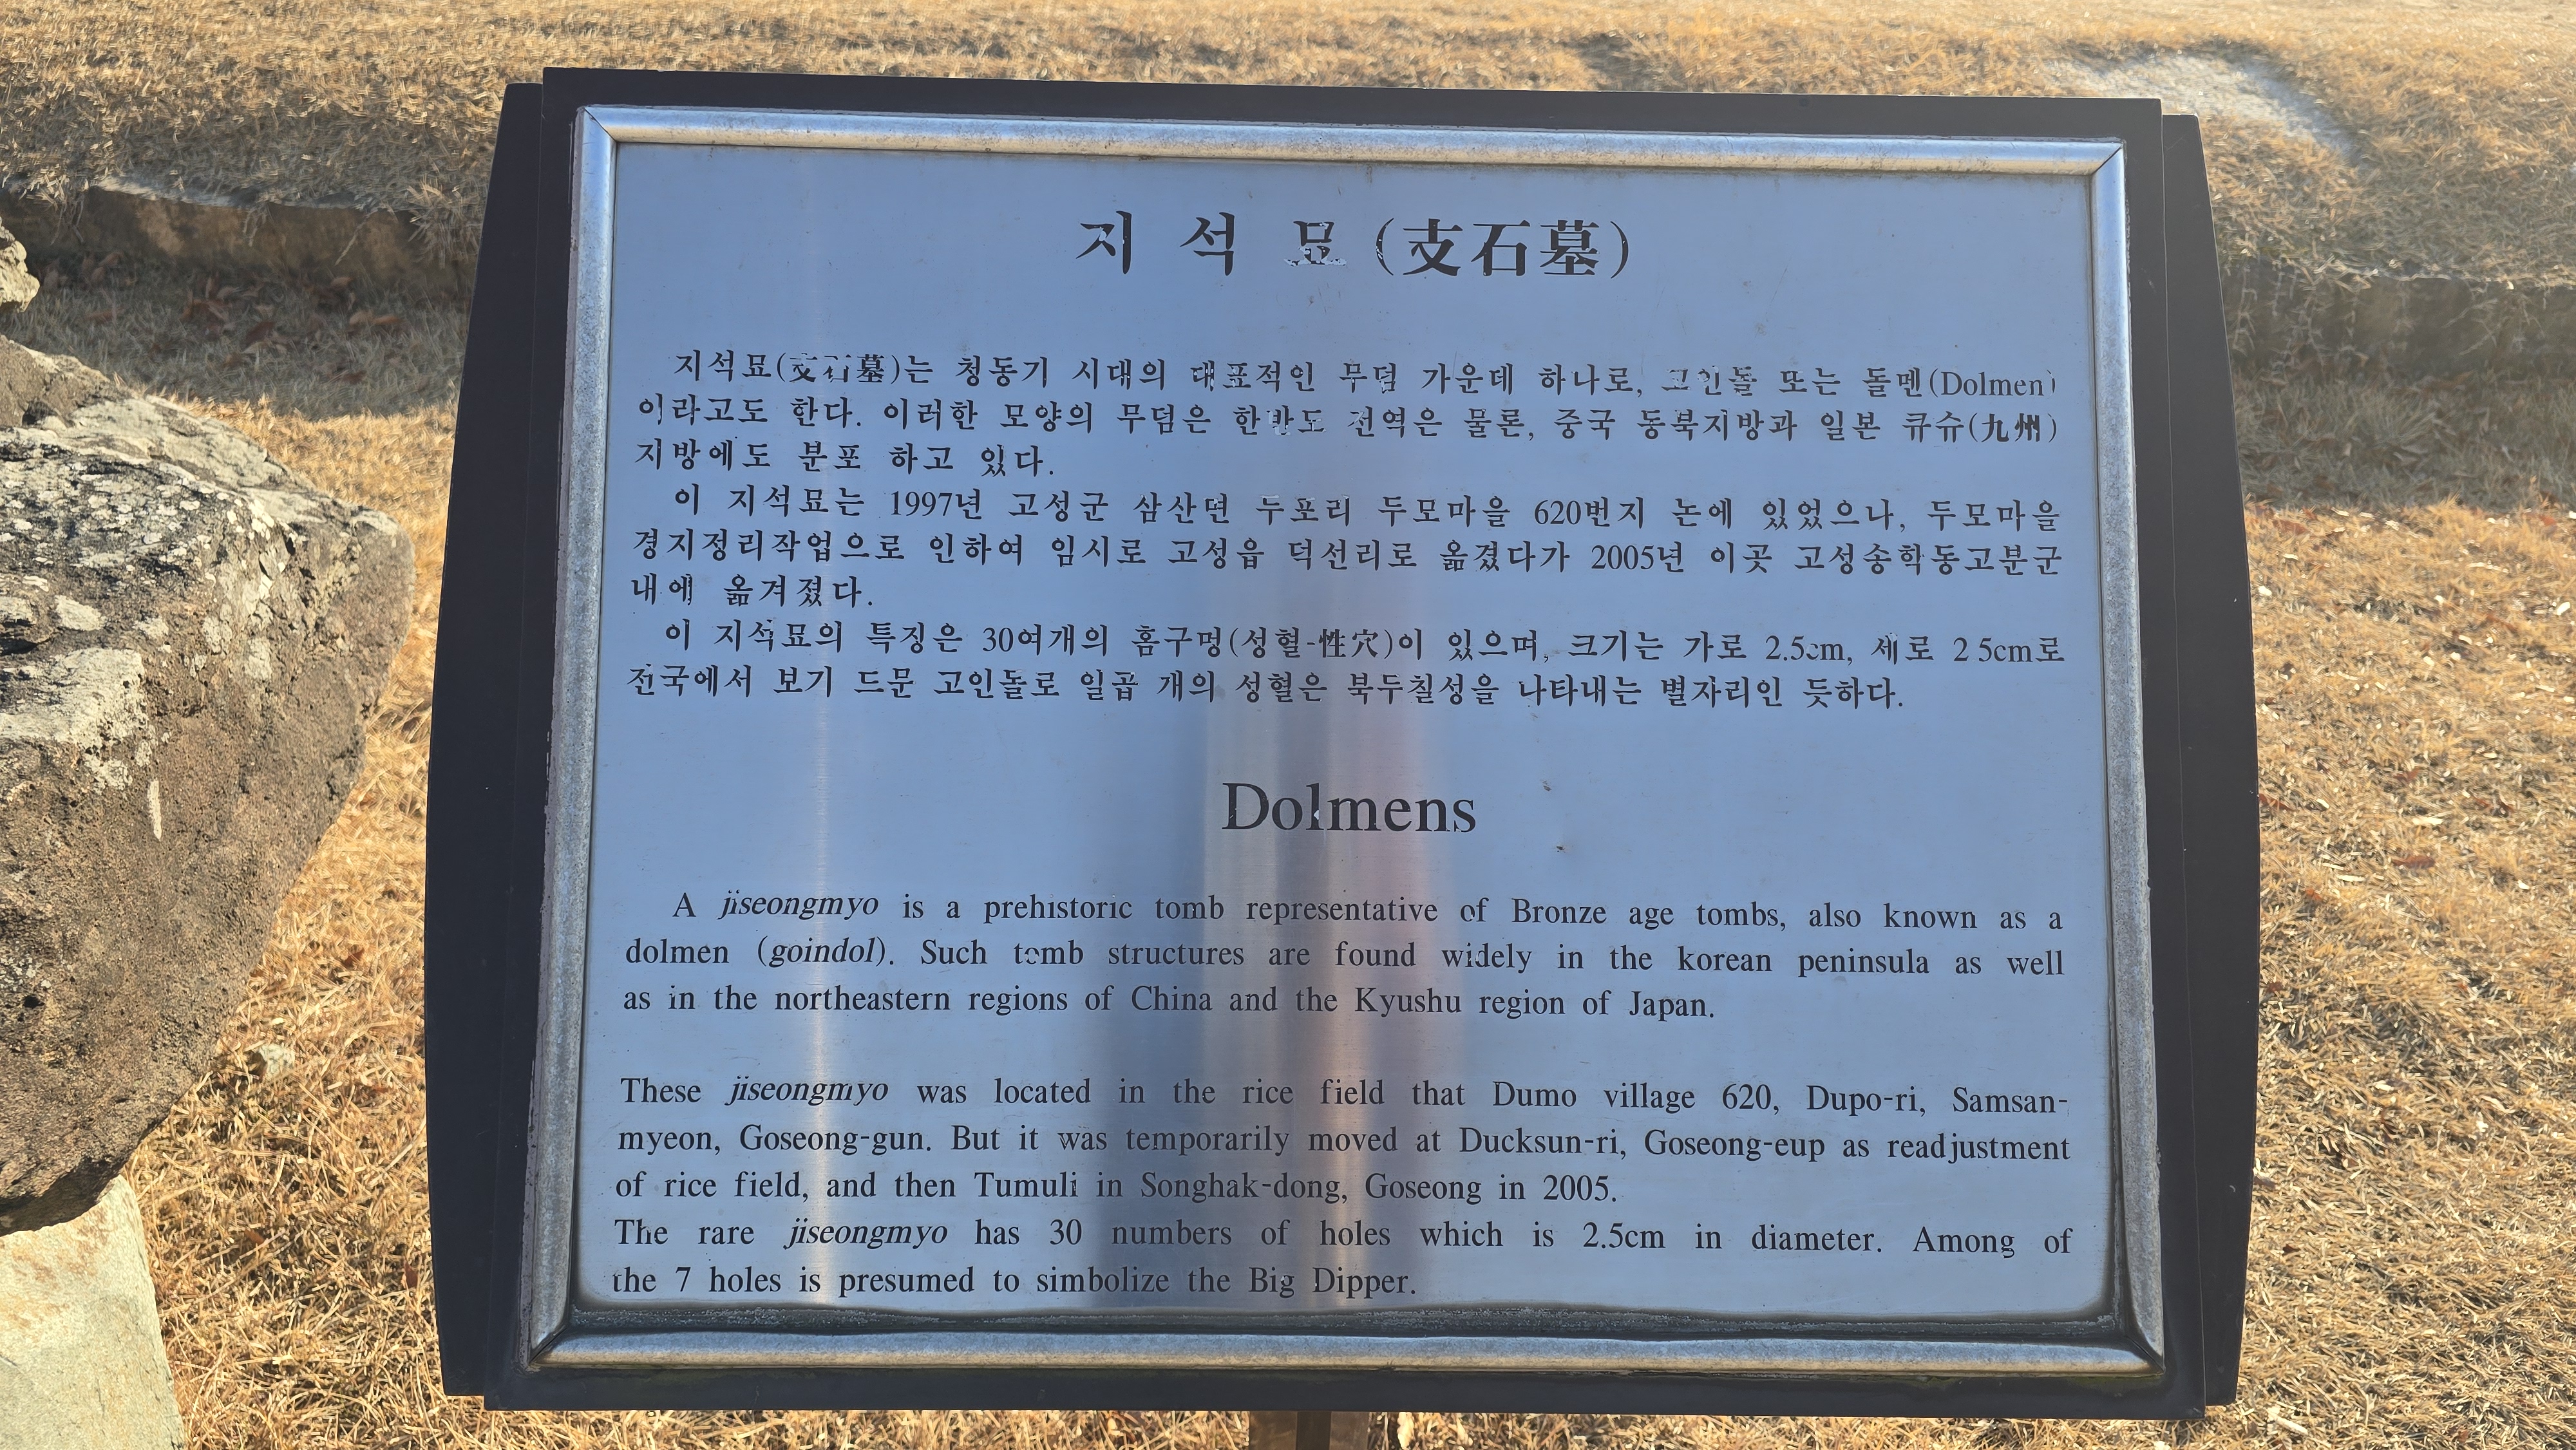 지 석 묘 (支石墓)
지석묘(支石墓)는 청동기 시대의 대표적인 무덤 가운데 하나로, 고인돌 또는 돌멘(Dolmen)
이라고도 한다. 이러한 모양의 무덤은 한반도 전역은 물론, 중국 동북지방과 일본 큐슈(九州)
지방에도 분포 하고 있다.
이 지석묘는 1997년 고성군 삼산면 두포리 두모마을 620번지 논에 있었으나, 두모마을
경지정리작업으로 인하여 임시로 고성읍 덕선리로 옮겼다가 2005년 이곳 고성송학동고분군
내에 옮겨졌다.
이 지석묘의 특징은 30여개의 홈구멍(성혈-性穴)이 있으며, 크기는 가로 2.5cm, 세로 2.5cm로
전국에서 보기 드문 고인돌로 일곱 개의 성혈은 북두칠성을 나타내는 별자리인 듯하다.
Dolmens
A jiseongmyo is a prehistoric tomb representative of Bronze age tombs, also known as a
dolmen (goindol). Such tomb structures are found widely in the korean peninsula as well
as in the northeastern regions of China and the Kyushu region of Japan.
These jiseongmyo was located in the rice field that Dumo village 620, Dupo-ri, Samsan-
myeon, Goseong-gun. But it was temporarily moved at Ducksun-ri, Goseong-eup as readjustment
of rice field, and then Tumuli in Songhak-dong, Goseong in 2005.
The rare jiseongmyo has 30 numbers of holes which is 2.5cm in diameter. Among of
the 7 holes is presumed to simbolize the Big Dipper.